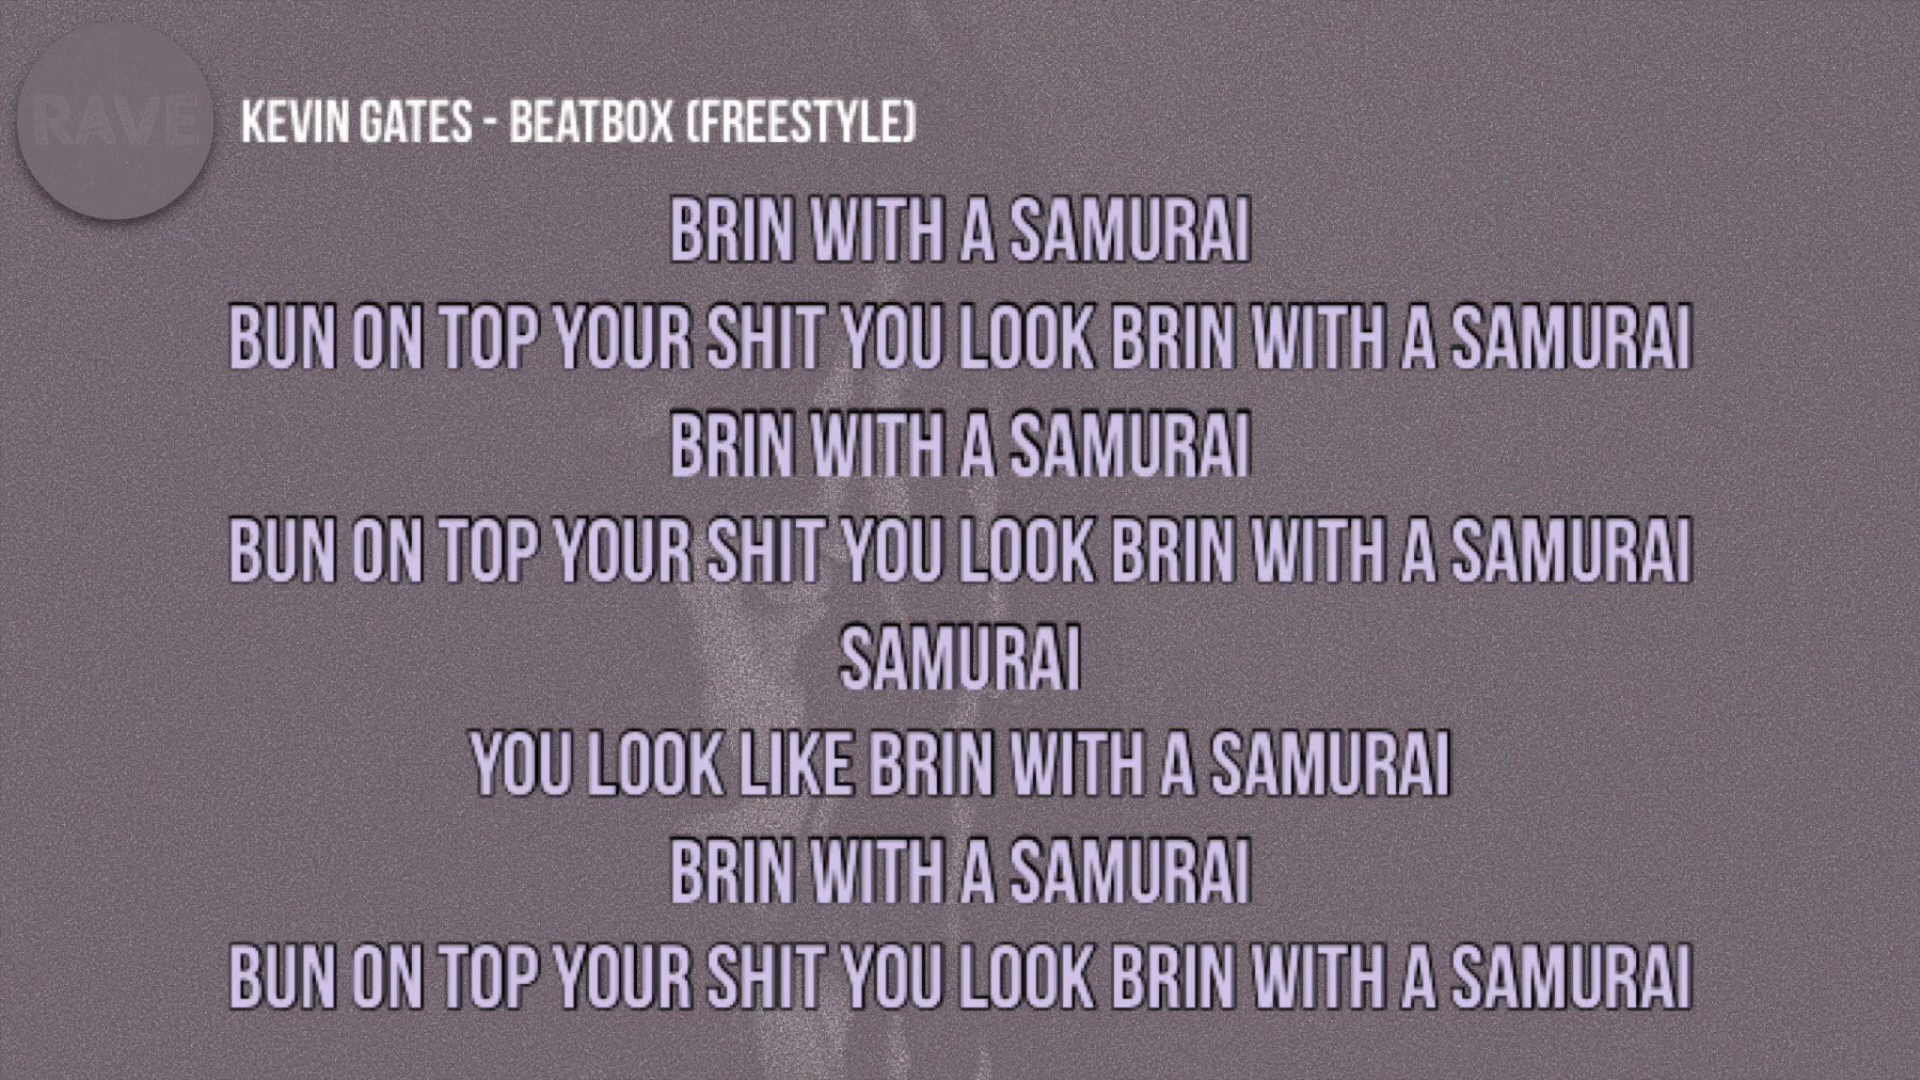 RAVE
KEVIN GATES - BEATBOX (FREESTYLE)
BRIN WITH A SAMURAI
BUN ON TOP YOUR SHIT YOU LOOK BRIN WITH A SAMURAI
BRIN WITH A SAMURAI
BUN ON TOP YOUR SHIT YOU LOOK BRIN WITH A SAMURAI
SAMURAI
YOU LOOK LIKE BRIN WITH A SAMURAI
BRIN WITH A SAMURAI
BUN ON TOP YOUR SHIT YOU LOOK BRIN WITH A SAMURAI